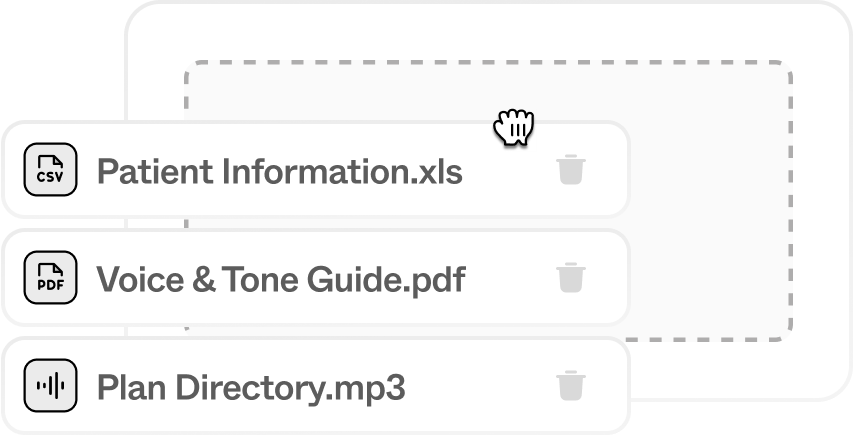 CSV
Patient Information.xls
PDF
Voice & Tone Guide.pdf
Plan Directory.mp3